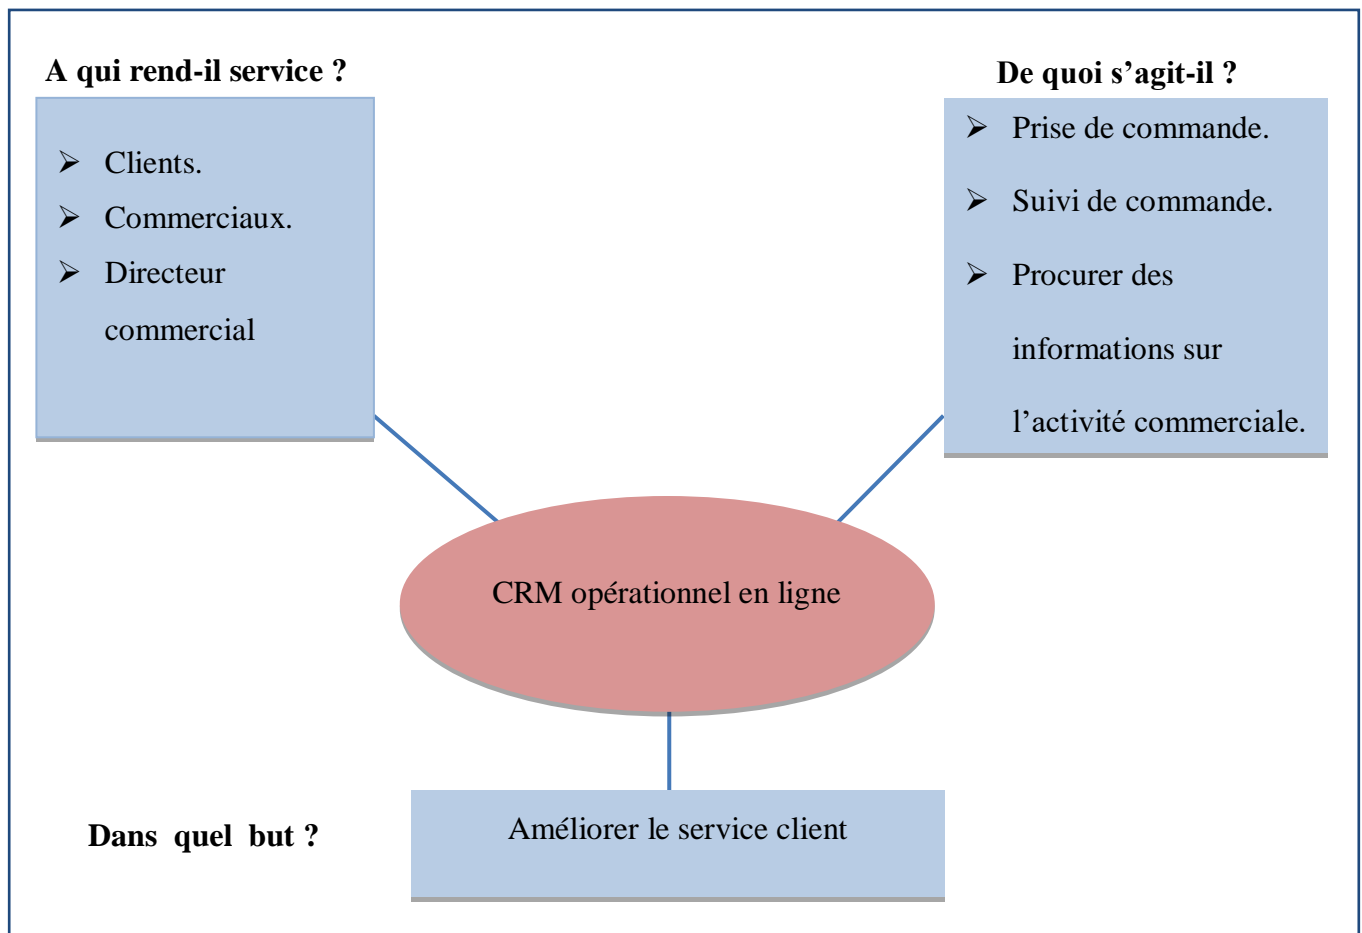 A qui rend-il service ?
➢ Clients.
➢ Commerciaux.
➢ Directeur
commercial
De quoi s’agit-il ?
➢ Prise de commande.
➢ Suivi de commande.
➢ Procurer des
informations sur
l’activité commerciale.
CRM opérationnel en ligne
Dans quel but ?
Améliorer le service client